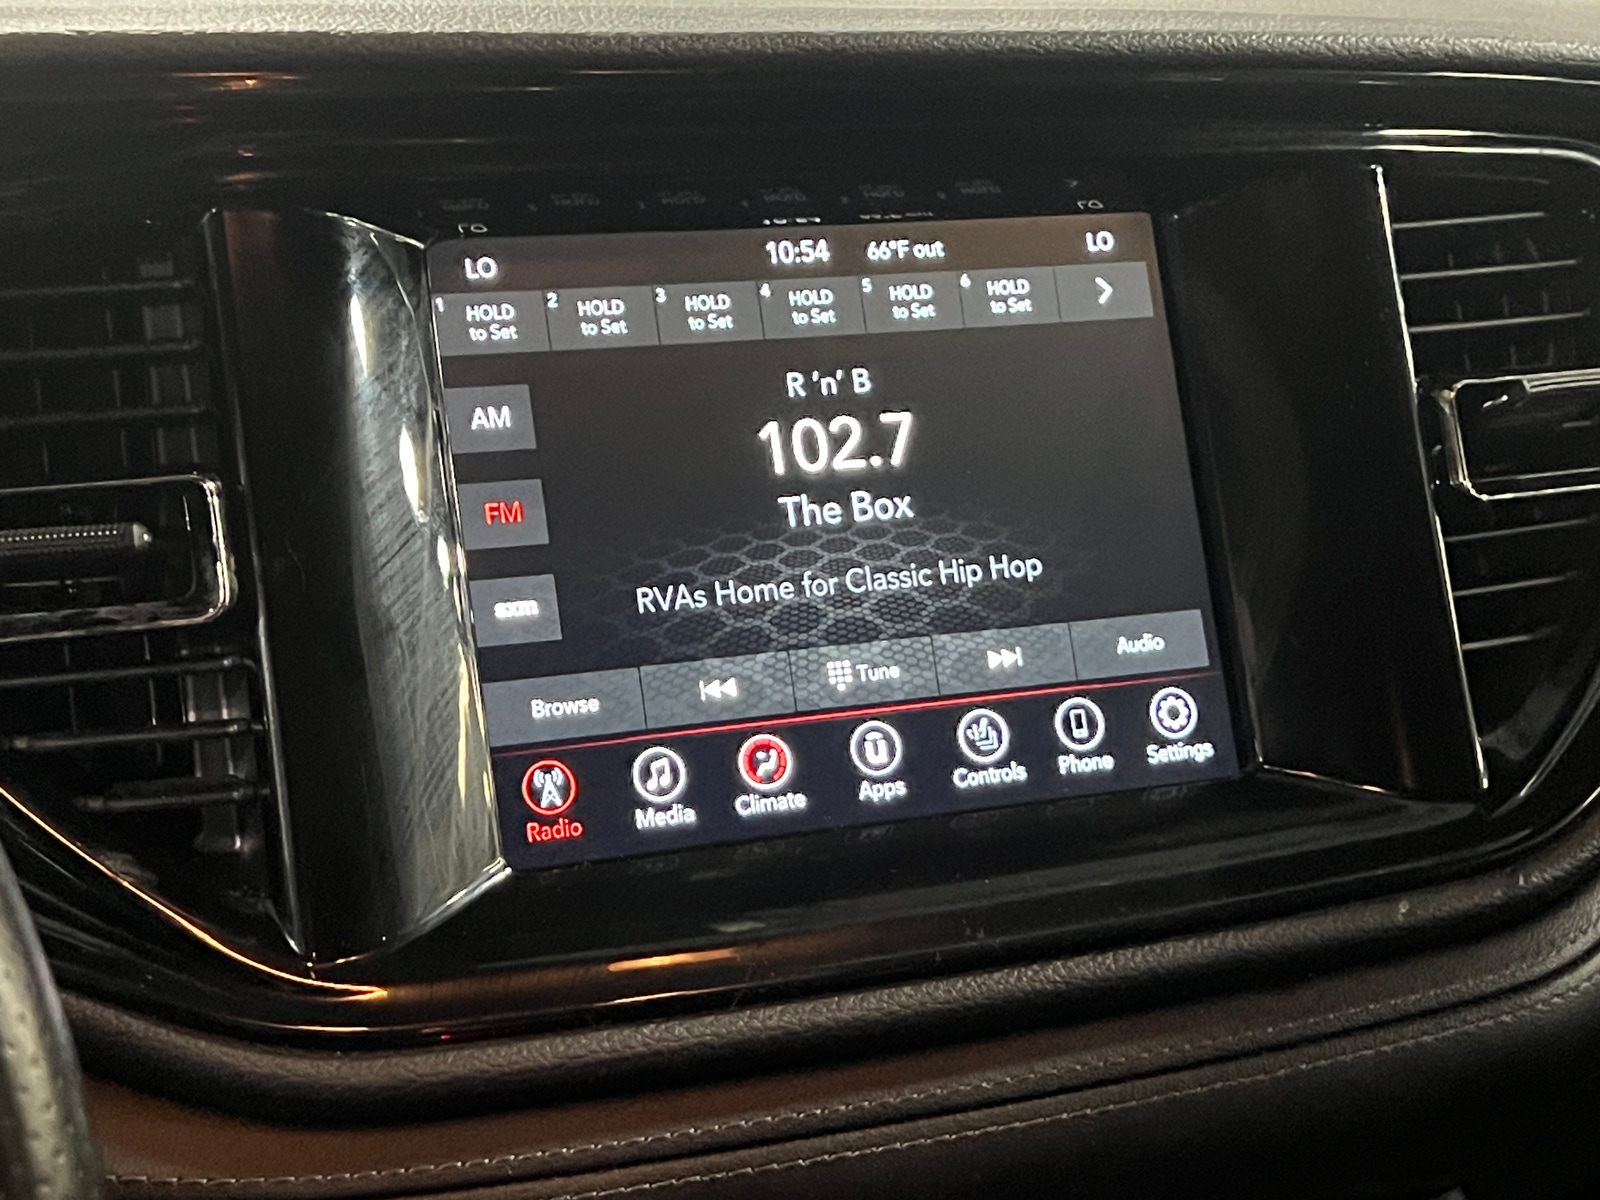 LO 10:54 66°F out LO
1 HOLD to Set
2 HOLD to Set
3 HOLD to Set
4 HOLD to Set
5 HOLD to Set
6 HOLD to Set
R 'n' B
AM
102.7
FM
The Box
RVAs Home for Classic Hip Hop
sxm
Browse Tune Audio
Radio Media Climate Apps Controls Phone Settings